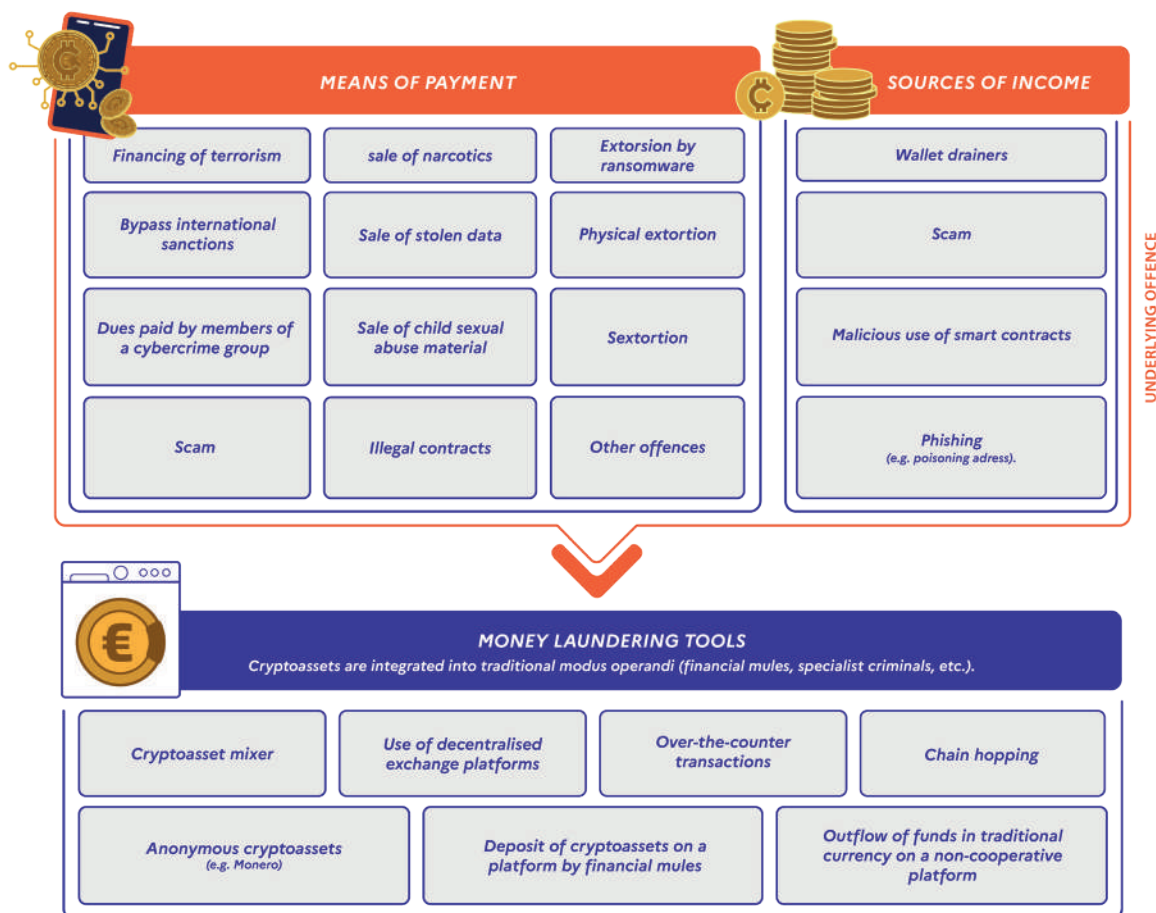 MEANS OF PAYMENT
SOURCES OF INCOME
Financing of terrorism
sale of narcotics
Extorsion by
ransomware
Wallet drainers
Bypass international
sanctions
Sale of stolen data
Physical extortion
Scam
Dues paid by members of
a cybercrime group
Sale of child sexual
abuse material
Sextortion
Malicious use of smart contracts
Scam
Illegal contracts
Other offences
Phishing
(e.g. poisoning adress).
UNDERLYING OFFENCE
€
MONEY LAUNDERING TOOLS
Cryptoassets are integrated into traditional modus operandi (financial mules, specialist criminals, etc.).
Cryptoasset mixer
Use of decentralised
exchange platforms
Over-the-counter
transactions
Chain hopping
Anonymous cryptoassets
(e.g. Monero)
Deposit of cryptoassets on a
platform by financial mules
Outflow of funds in traditional
currency on a non-cooperative
platform